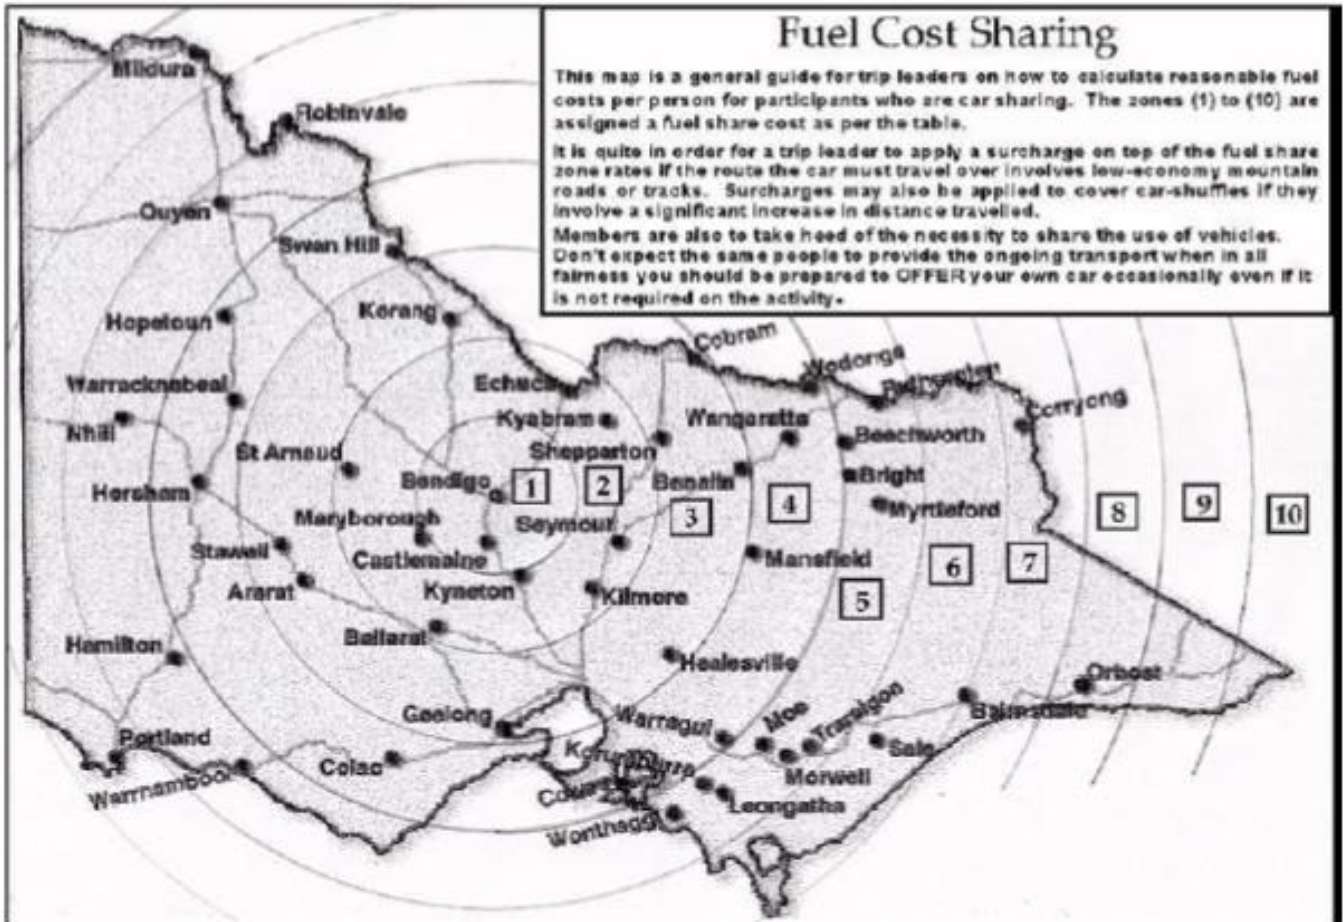 Fuel Cost Sharing
This map is a general guide for trip leaders on how to calculate reasonable fuel
costs per person for participants who are car sharing. The zones (1) to (10) are
assigned a fuel share cost as per the table.
It is quite in order for a trip leader to apply a surcharge on top of the fuel share
zone rates if the route the car must travel over involves low-economy mountain
roads or tracks. Surcharges may also be applied to cover car-shuffles if they
involve a significant increase in distance travelled.
Members are also to take heed of the necessity to share the use of vehicles.
Don't expect the same people to provide the ongoing transport when in all
fairness you should be prepared to OFFER your own car occasionally even if it
is not required on the activity.
Mildura
Robinvale
Ouyen
Swan Hill
Hopetoun
Kerang
Cobram
Wodonga
Warracknabeal
Echuca
Corryong
Nhill
Kyabram
Wangaratta
Shepparton
Beechworth
St Arnaud
Benalla
Bright
Horsham
Bendigo
1
2
3
4
Myrtleford
8
9
10
Maryborough
Seymour
Stawell
Castlemaine
Mansfield
6
7
Ararat
Kyneton
Kilmore
5
Ballarat
Hamilton
Healesville
Orbost
Geelong
Warragul
Moe
Traralgon
Bairnsdale
Portland
Sale
Warrnambool
Colac
Morwell
Leongatha
Wonthaggi